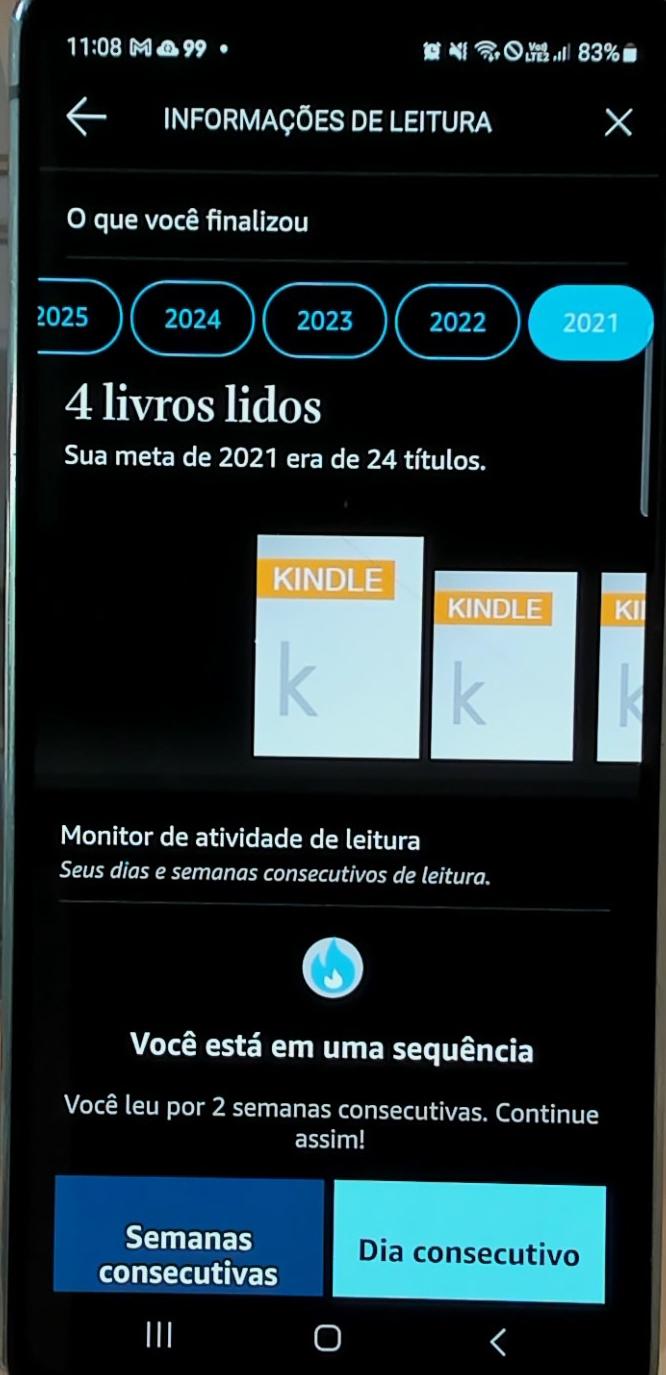 11:08 M 99 •
VoD LTE2 83%
INFORMAÇÕES DE LEITURA
O que você finalizou
2025 2024 2023 2022 2021
4 livros lidos
Sua meta de 2021 era de 24 títulos.
KINDLE KINDLE KI
k k k
Monitor de atividade de leitura
Seus dias e semanas consecutivos de leitura.
Você está em uma sequência
Você leu por 2 semanas consecutivas. Continue
assim!
Semanas
consecutivas
Dia consecutivo